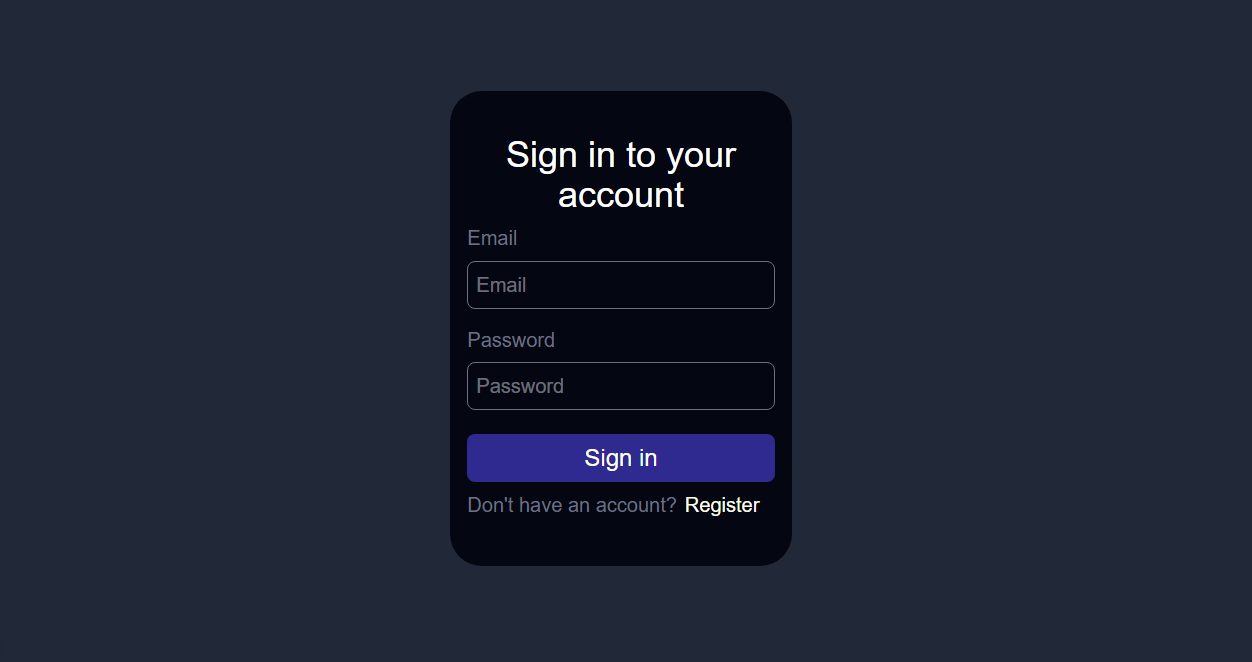 Sign in to your
account
Email
Email
Password
Password
Sign in
Don't have an account? Register